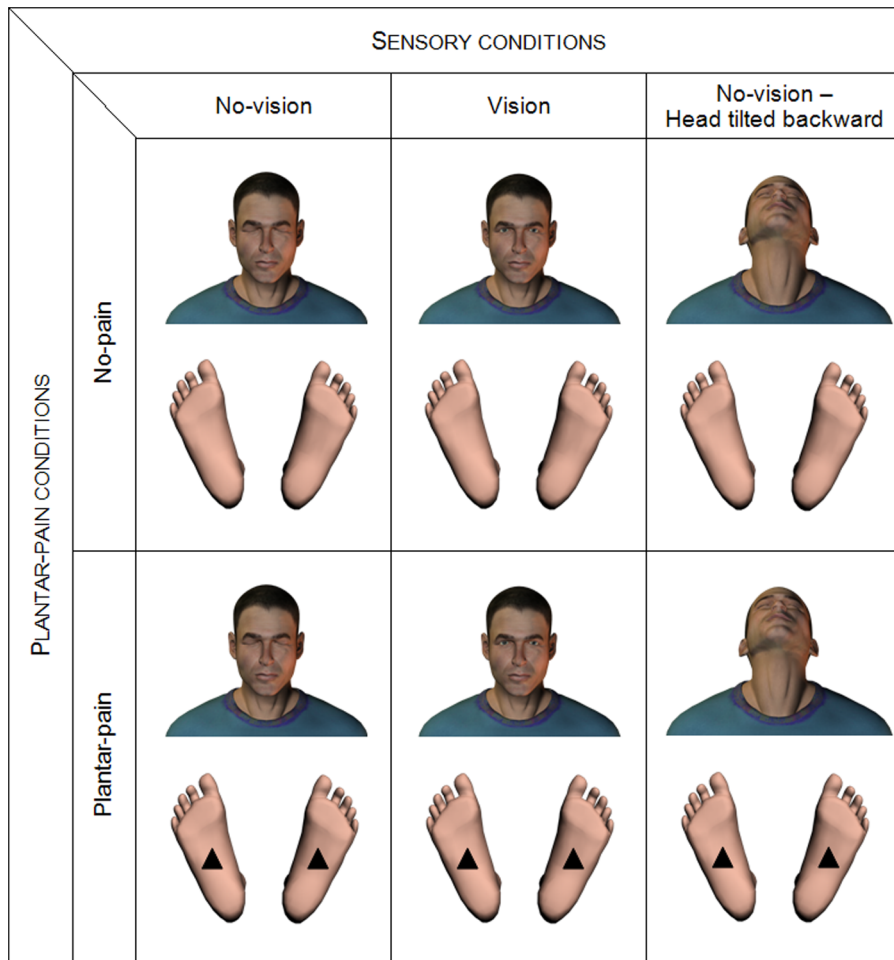 SENSORY CONDITIONS
No-vision
Vision
No-vision –
Head tilted backward
PLANTAR-PAIN CONDITIONS
No-pain
Plantar-pain